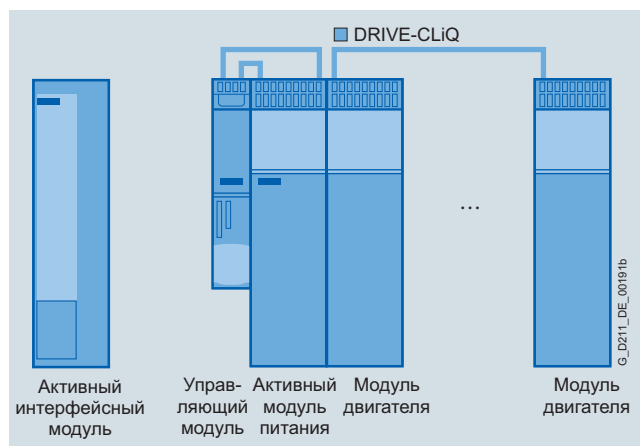 DRIVE-CLiQ
...
G_D211_DE_00191b
Активный
интерфейсный
модуль
Управ-
ляющий
модуль
Активный
модуль
питания
Модуль
двигателя
Модуль
двигателя